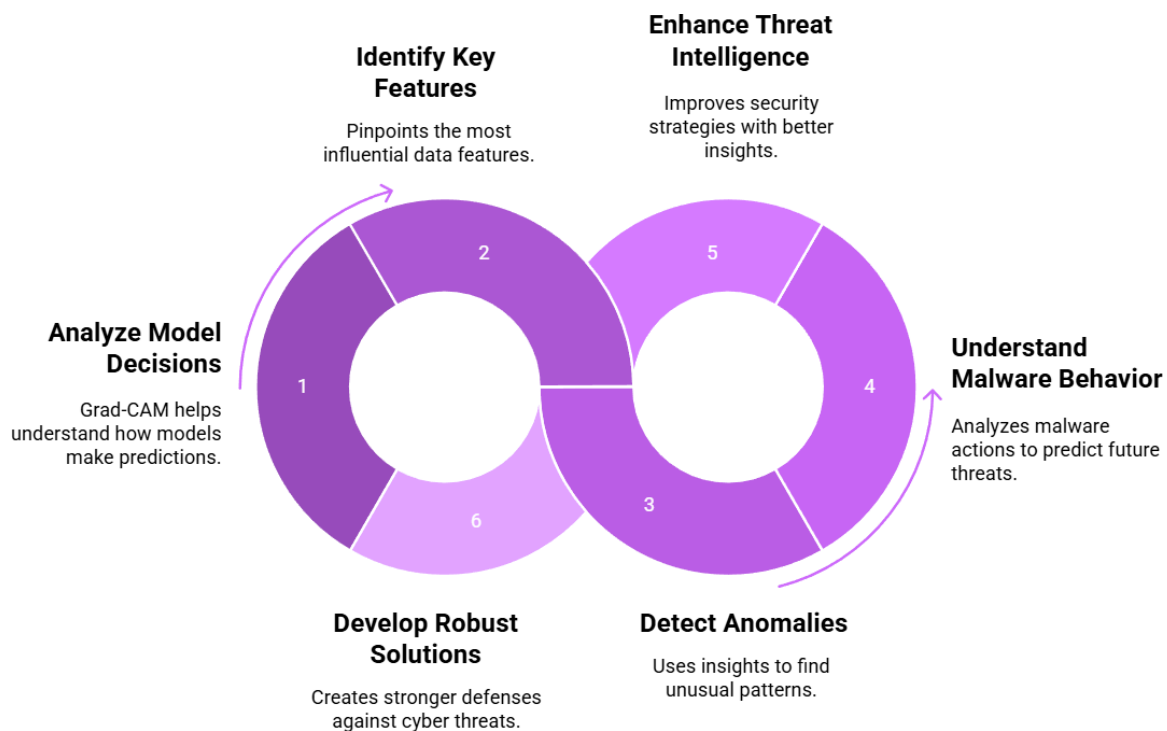 Enhance Threat
Intelligence
Improves security
strategies with better
insights.
Identify Key
Features
Pinpoints the most
influential data features.
2
5
Analyze Model
Decisions
Grad-CAM helps
understand how models
make predictions.
1
4
Understand
Malware Behavior
Analyzes malware
actions to predict future
threats.
6
3
Develop Robust
Solutions
Creates stronger defenses
against cyber threats.
Detect Anomalies
Uses insights to find
unusual patterns.